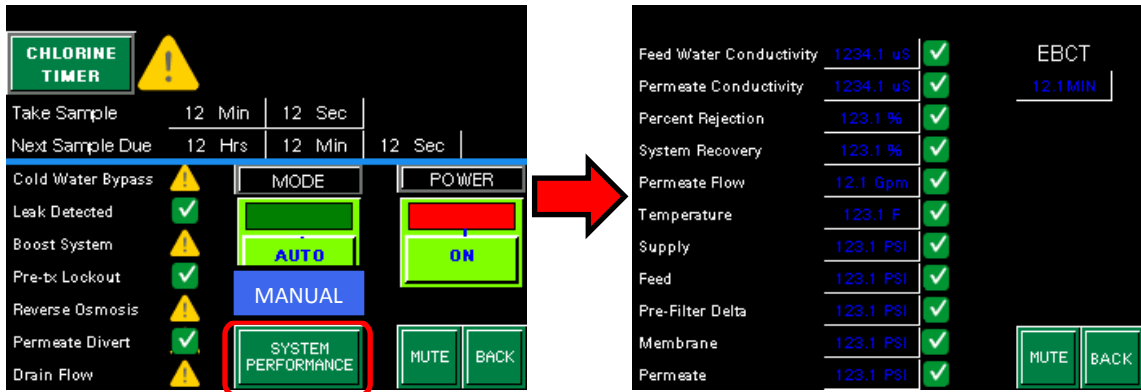 CHLORINE
TIMER
Take Sample 12 Min 12 Sec
Next Sample Due 12 Hrs 12 Min 12 Sec
Cold Water Bypass MODE POWER
Leak Detected
Boost System AUTO ON
Pre-tx Lockout
MANUAL
Reverse Osmosis
Permeate Divert SYSTEM
PERFORMANCE MUTE BACK
Drain Flow
Feed Water Conductivity 1234.1 uS EBCT
Permeate Conductivity 1234.1 uS 12.1MIN
Percent Rejection 123.1 %
System Recovery 123.1 %
Permeate Flow 12.1 Gpm
Temperature 123.1 F
Supply 123.1 PSI
Feed 123.1 PSI
Pre-Filter Delta 123.1 PSI
Membrane 123.1 PSI MUTE BACK
Permeate 123.1 PSI